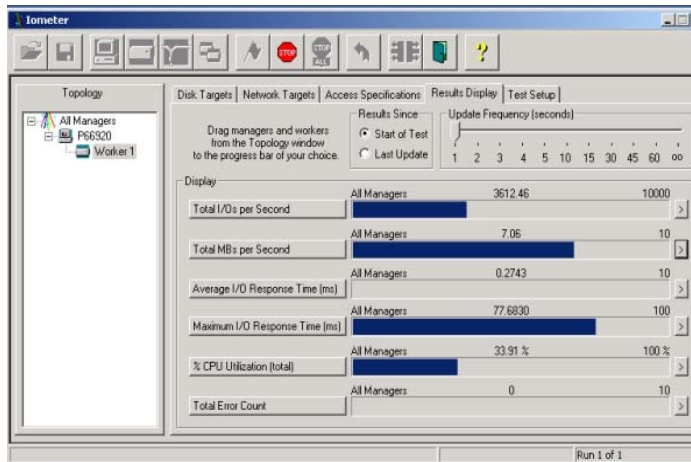 Iometer
STOP
STOP
ALL
Topology
All Managers
P66920
Worker 1
Disk Targets Network Targets Access Specifications Results Display Test Setup
Drag managers and workers
from the Topology window
to the progress bar of your choice.
Results Since
Start of Test
Last Update
Update Frequency (seconds)
1 2 3 4 5 10 15 30 45 60 oo
Display
All Managers 3612.46 10000
Total I/Os per Second >
All Managers 7.06 10
Total MBs per Second >
All Managers 0.2743 10
Average I/O Response Time (ms) >
All Managers 77.6830 100
Maximum I/O Response Time (ms) >
All Managers 33.91 % 100 %
% CPU Utilization (total) >
All Managers 0 10
Total Error Count >
Run 1 of 1